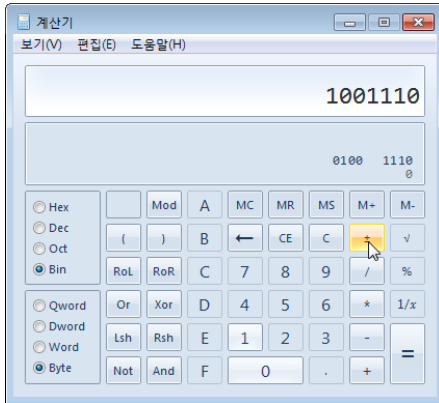 계산기
보기(V) 편집(E) 도움말(H)
1001110
0100 1110
0
Hex
Dec
Oct
Bin
Qword
Dword
Word
Byte
Mod A MC MR MS M+ M-
( ) B ← CE C ± √
RoL RoR C 7 8 9 / %
Or Xor D 4 5 6 * 1/x
Lsh Rsh E 1 2 3 - =
Not And F 0 . +